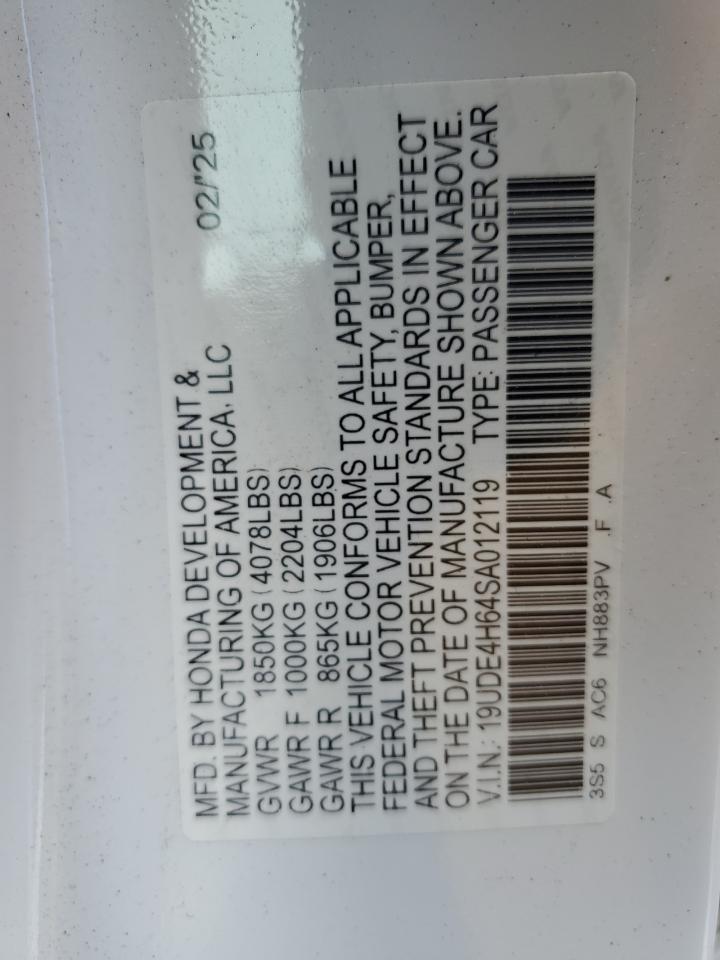 MFD. BY HONDA DEVELOPMENT &
MANUFACTURING OF AMERICA, LLC 02/'25
GVWR 1850KG (4078LBS)
GAWR F 1000KG (2204LBS)
GAWR R 865KG (1906LBS)
THIS VEHICLE CONFORMS TO ALL APPLICABLE
FEDERAL MOTOR VEHICLE SAFETY, BUMPER,
AND THEFT PREVENTION STANDARDS IN EFFECT
ON THE DATE OF MANUFACTURE SHOWN ABOVE.
V.I.N.: 19UDE4H64SA012119 TYPE: PASSENGER CAR
3S5 S AC6 NH883PV .F .A